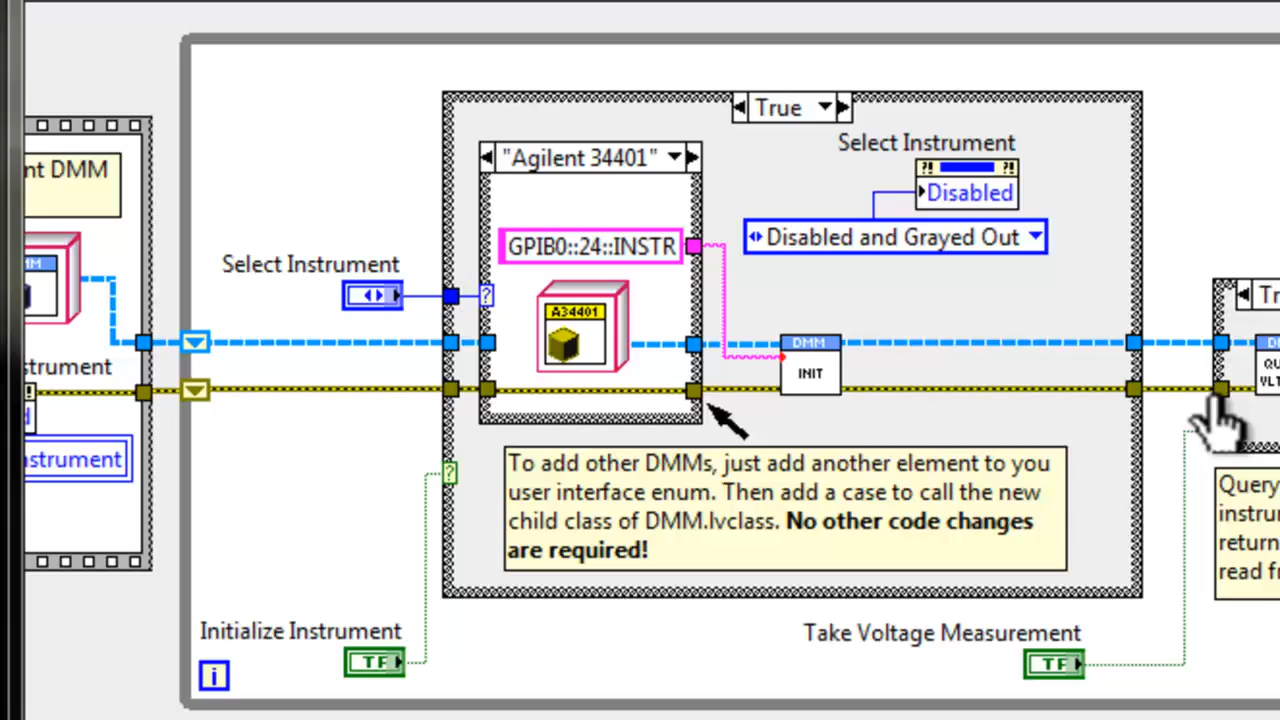 True
Select Instrument
"Agilent 34401"
Disabled
nt DMM
GPIB0::24::INSTR
Disabled and Grayed Out
Select Instrument
A34401
DMM
INIT
strument
strument
To add other DMMs, just add another element to you
user interface enum. Then add a case to call the new
child class of DMM.lvclass. No other code changes
are required!
Query
instrum
return
read fr
Initialize Instrument
TF
i
Take Voltage Measurement
TF